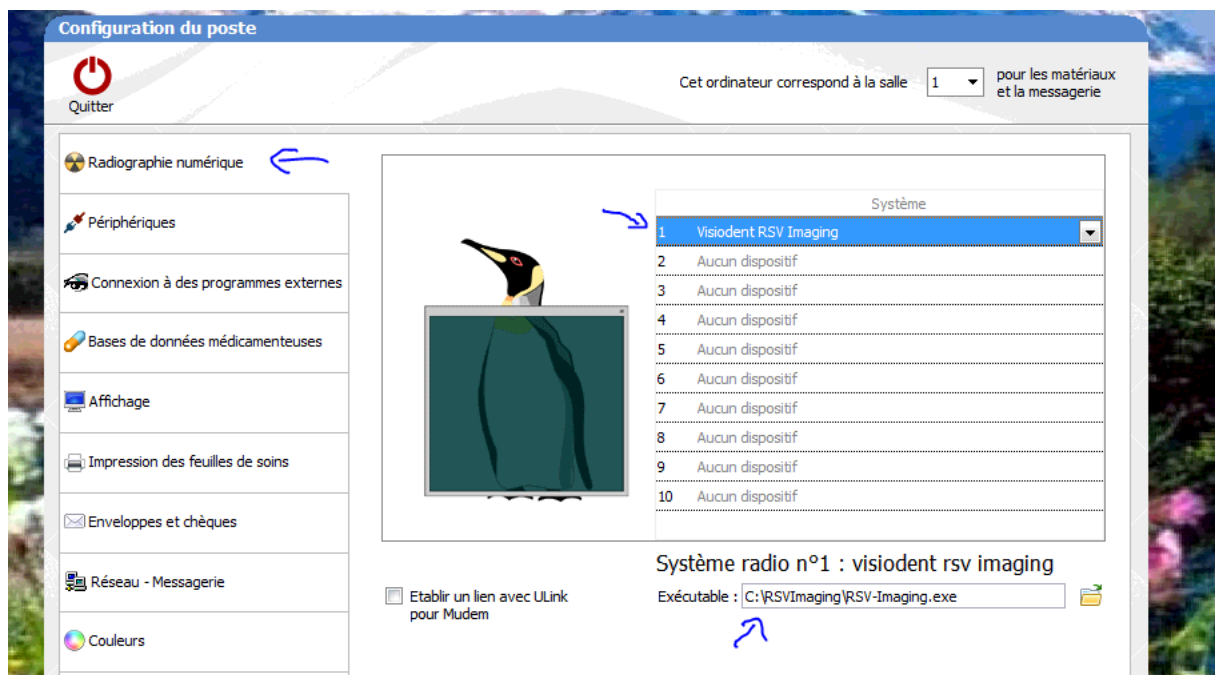 Configuration du poste
Quitter
Cet ordinateur correspond à la salle 1 pour les matériaux
et la messagerie
Radiographie numérique
Périphériques
Connexion à des programmes externes
Bases de données médicamenteuses
Affichage
Impression des feuilles de soins
Enveloppes et chèques
Réseau - Messagerie
Couleurs
Système
1 Visiodent RSV Imaging
2 Aucun dispositif
3 Aucun dispositif
4 Aucun dispositif
5 Aucun dispositif
6 Aucun dispositif
7 Aucun dispositif
8 Aucun dispositif
9 Aucun dispositif
10 Aucun dispositif
Système radio n°1 : visiodent rsv imaging
Etablir un lien avec ULink
pour Mudem
Exécutable : C:\RSVImaging\RSV-Imaging.exe